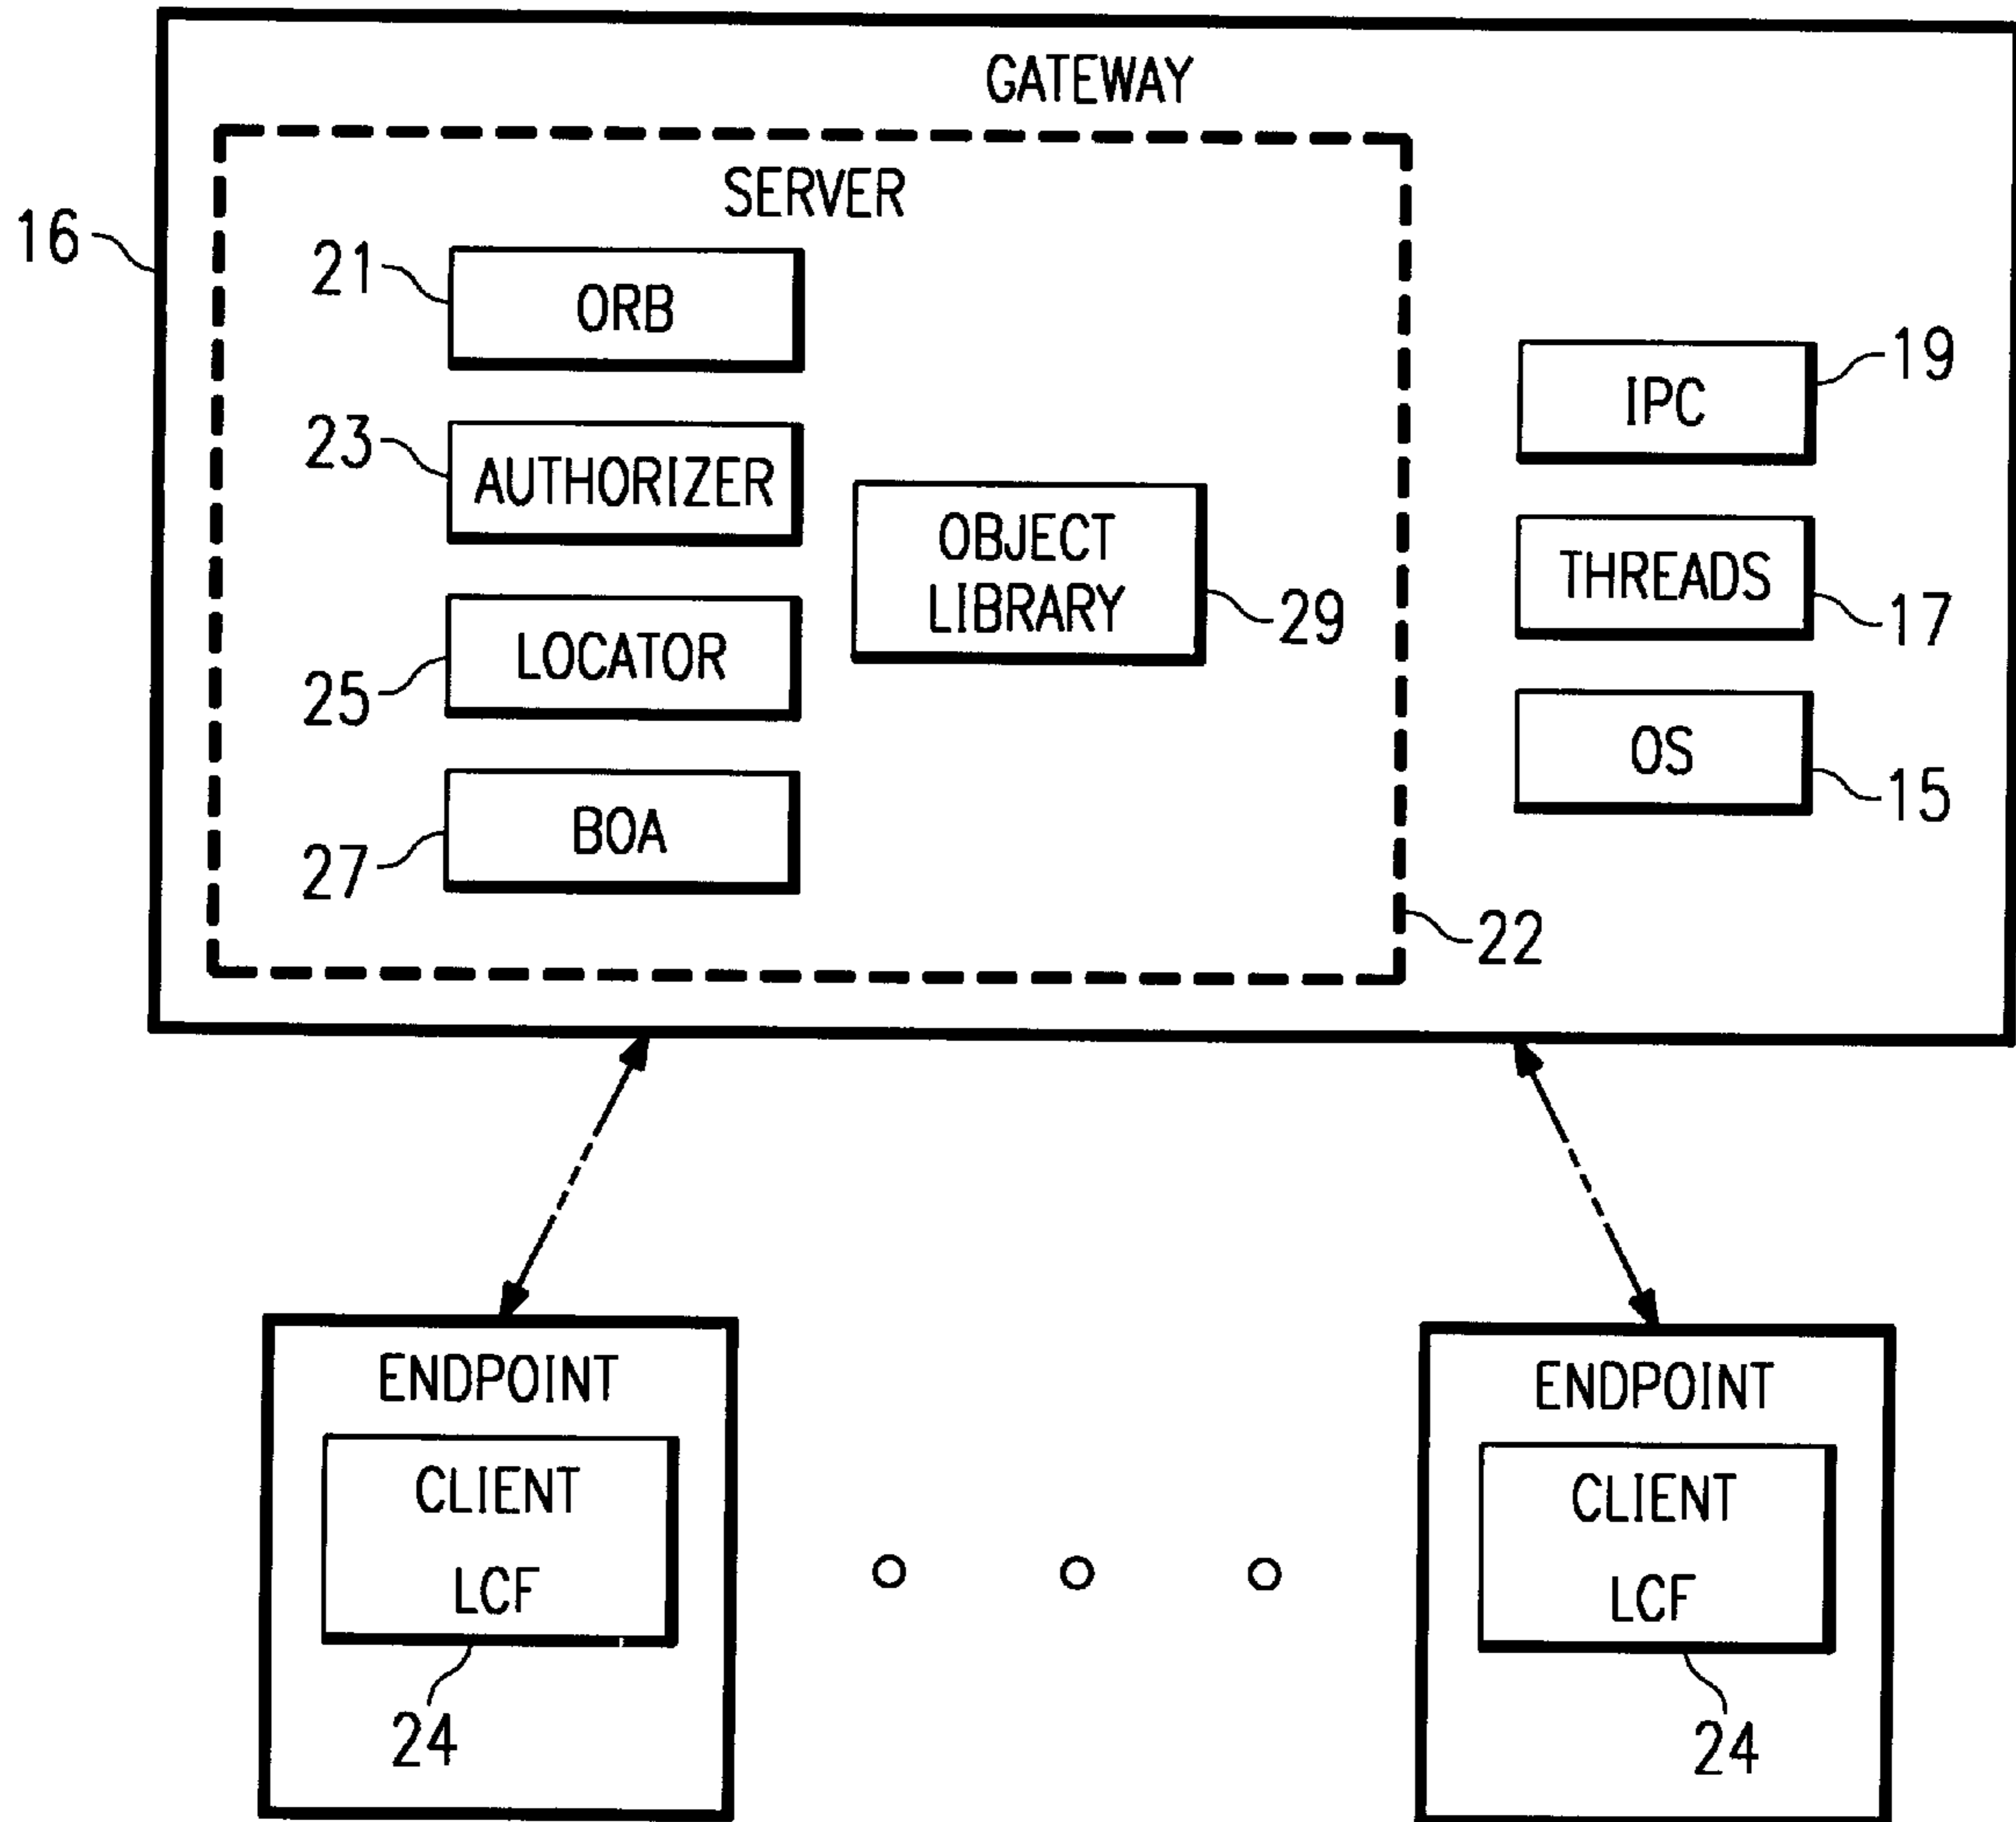 GATEWAY
SERVER
16
21
ORB
19
IPC
23
AUTHORIZER
OBJECT
LIBRARY
29
THREADS
17
25
LOCATOR
OS
15
27
BOA
22
ENDPOINT
CLIENT
LCF
24
ENDPOINT
CLIENT
LCF
24